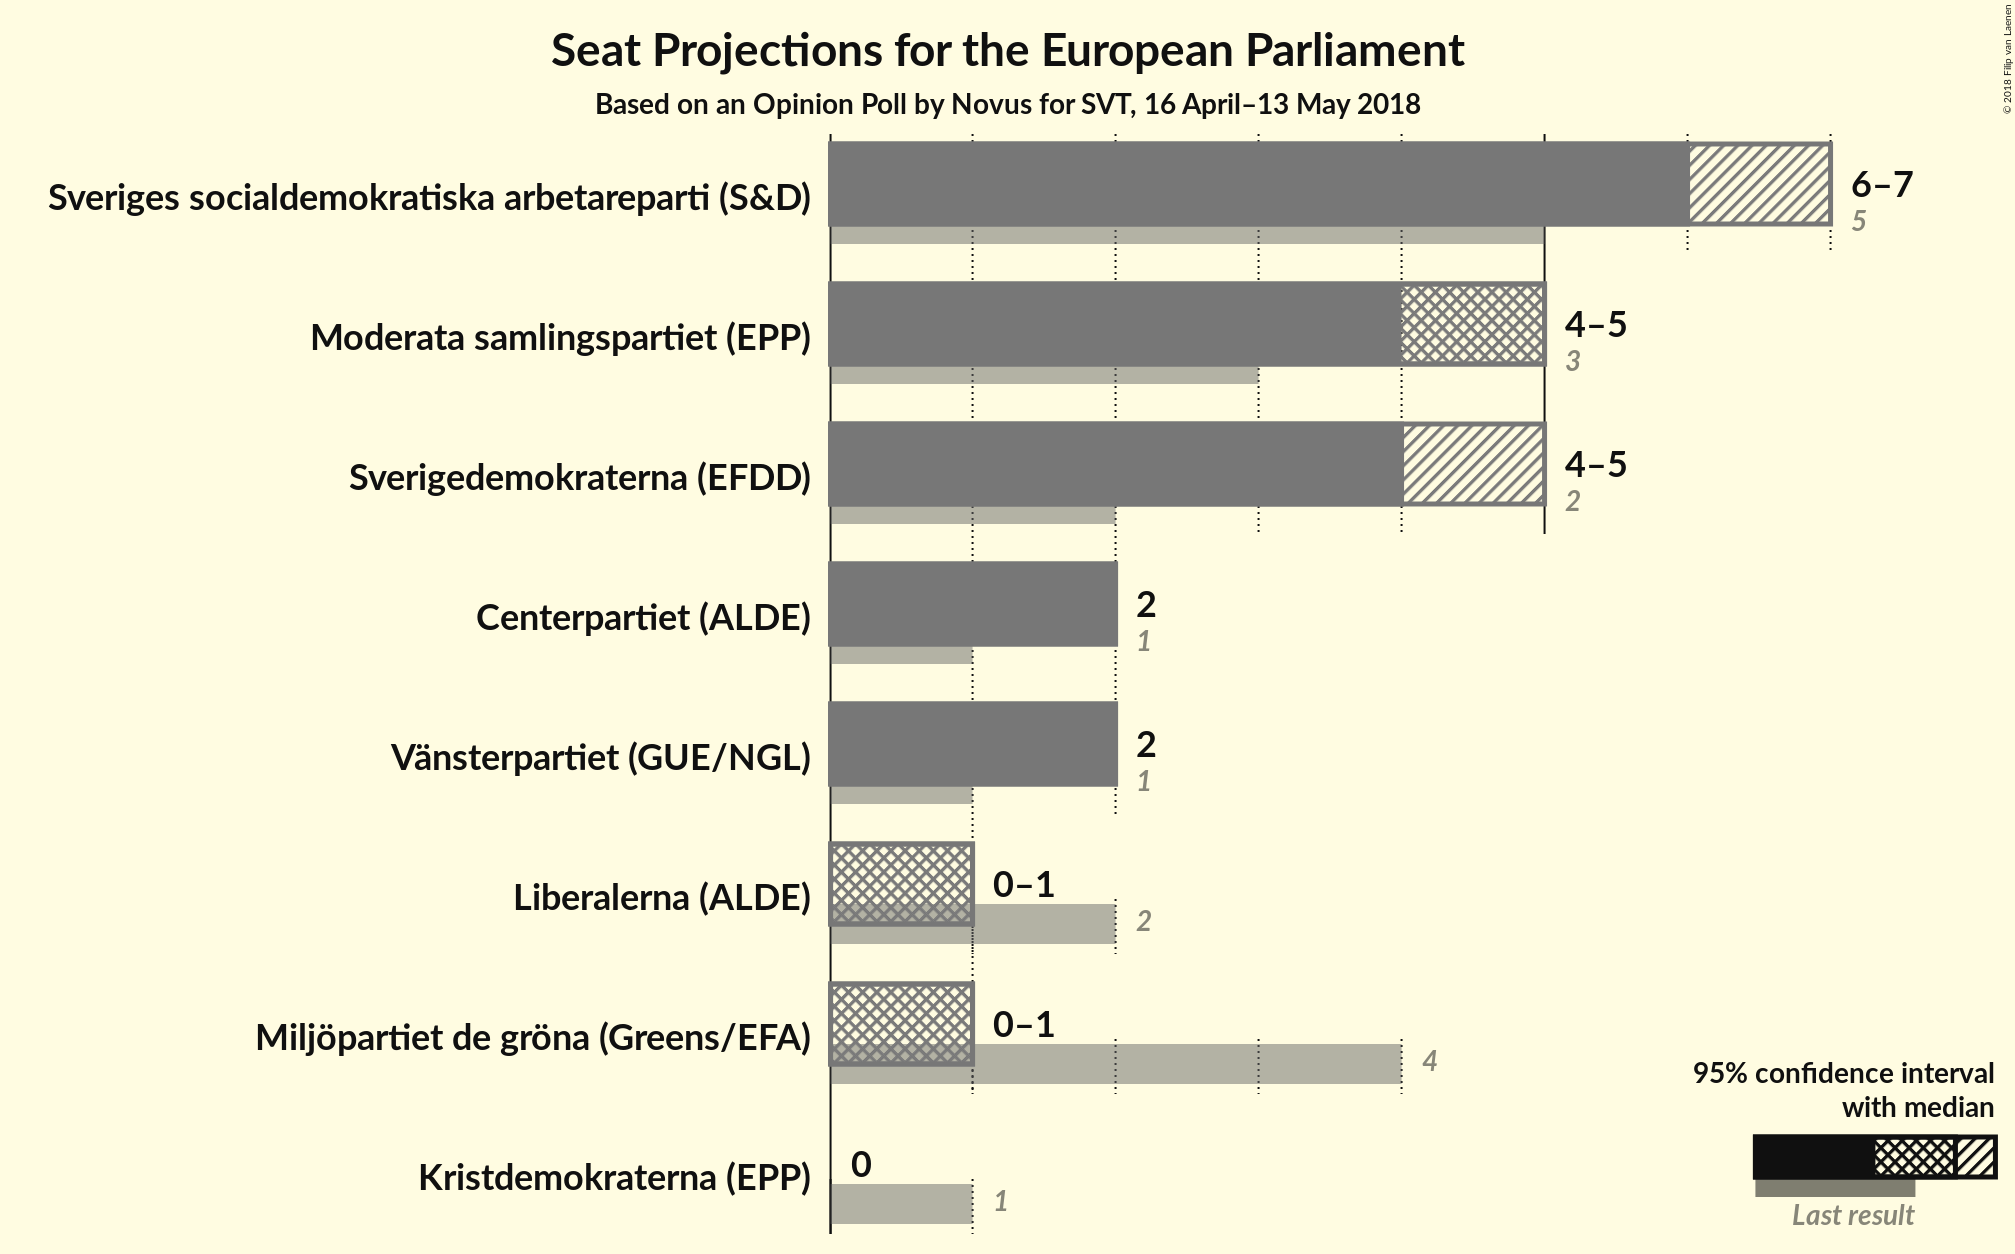 Seat Projections for the European Parliament
Based on an Opinion Poll by Novus for SVT, 16 April–13 May 2018
© 2018 Filip van Laenen
Sveriges socialdemokratiska arbetareparti (S&D)
6–7
5
Moderata samlingspartiet (EPP)
4–5
3
Sverigedemokraterna (EFDD)
4–5
2
Centerpartiet (ALDE)
2
1
Vänsterpartiet (GUE/NGL)
2
1
Liberalerna (ALDE)
0–1
2
Miljöpartiet de gröna (Greens/EFA)
0–1
4
Kristdemokraterna (EPP)
0
1
95% confidence interval
with median
Last result